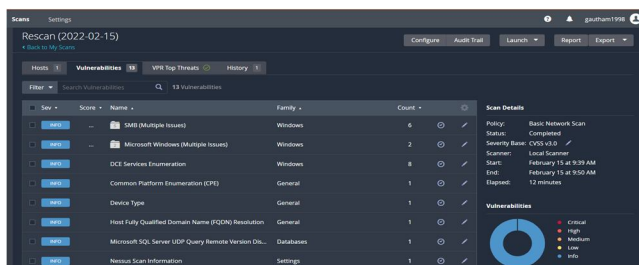 Scans Settings gautham1998
Rescan (2022-02-15) Configure Audit Trail Launch Report Export
Back to My Scans
Hosts 1 Vulnerabilities 13 VPR Top Threats History 1
Filter Search Vulnerabilities 13 Vulnerabilities
Sev Score Name Family Count
Scan Details
INFO ... SMB (Multiple Issues) Windows 6
INFO ... Microsoft Windows (Multiple Issues) Windows 2
INFO DCE Services Enumeration Windows 8
INFO Common Platform Enumeration (CPE) General 1
INFO Device Type General 1
INFO Host Fully Qualified Domain Name (FQDN) Resolution General 1
INFO Microsoft SQL Server UDP Query Remote Version Dis... Databases 1
INFO Nessus Scan Information Settings 1
Policy: Basic Network Scan
Status: Completed
Severity Base: CVSS v3.0
Scanner: Local Scanner
Start: February 15 at 9:39 AM
End: February 15 at 9:50 AM
Elapsed: 12 minutes
Vulnerabilities
Critical
High
Medium
Low
Info